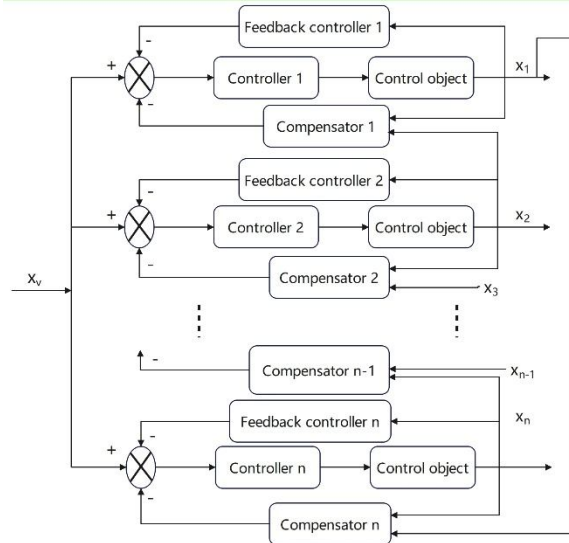 -
Feedback controller 1
+
Controller 1
Control object
x1
-
Compensator 1
-
Feedback controller 2
+
Controller 2
Control object
x2
-
Compensator 2
xv
x3
-
Compensator n-1
xn-1
Feedback controller n
xn
-
+
Controller n
Control object
-
Compensator n